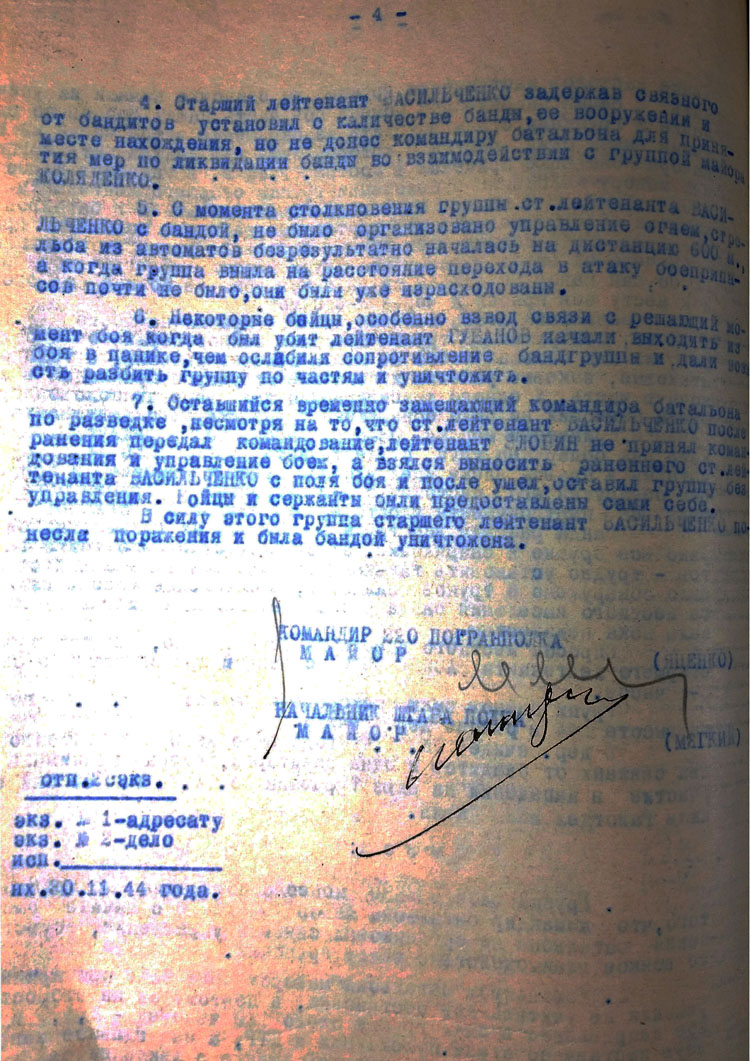 - 4 -
4. Старший лейтенант ВАСИЛЬЧЕНКО задержав связного
от бандитов установил о каличестве банды,ее вооружении и
месте нахождения, но не донес командиру батальона для приня-
тия мер по ликвидации банды во взаимодействии с группой майора
КОЛЯДЕНКО.
5. С момента столкновения группы ст.лейтенанта ВАСИ-
ЛЬЧЕНКО с бандой, не было организовано управление огнем,стре-
льба из автоматов безрезультатно началась на дистанцию 600 м.,
а когда группа вышла на расстояние перехода в атаку боеприпа-
сов почти не было,они были уже израсходованы.
6. Некоторые бойцы,особенно взвод связи с решающий мо-
мент боя когда был убит лейтенант ГУБАНОВ начали выходить из
боя в панике,чем ослабили сопротивление бандгруппы и дали воз
сть разбить группу по частям и уничтожить.
7. Оставшийся временно замещающий командира батальона
по разведке ,несмотря на то,что ст.лейтенант ВАСИЛЬЧЕНКО после
ранения передал командование,лейтенант не принял коман
дования и управление боем, а взялся выносить раненного ст.лей
тенанта ВАСИЛЬЧЕНКО с поля боя и после ушел,оставил группу без
управления. Бойцы и сержанты были предоставлены сами себе.
В силу этого группа старшего лейтенант ВАСИЛЬЧЕНКО по-
несла поражения и была бандой уничтожена.
КОМАНДИР 220 ПОГРАНПОЛКА
МАЙОР
(ЯЦЕНКО)
НАЧАЛЬНИК ШТАБА
МАЙОР
(МЯГКИЙ)
отп.2 экз.
экз. № 1-адресату
экз. № 2-дело
исп.
их.30.11.44 года.